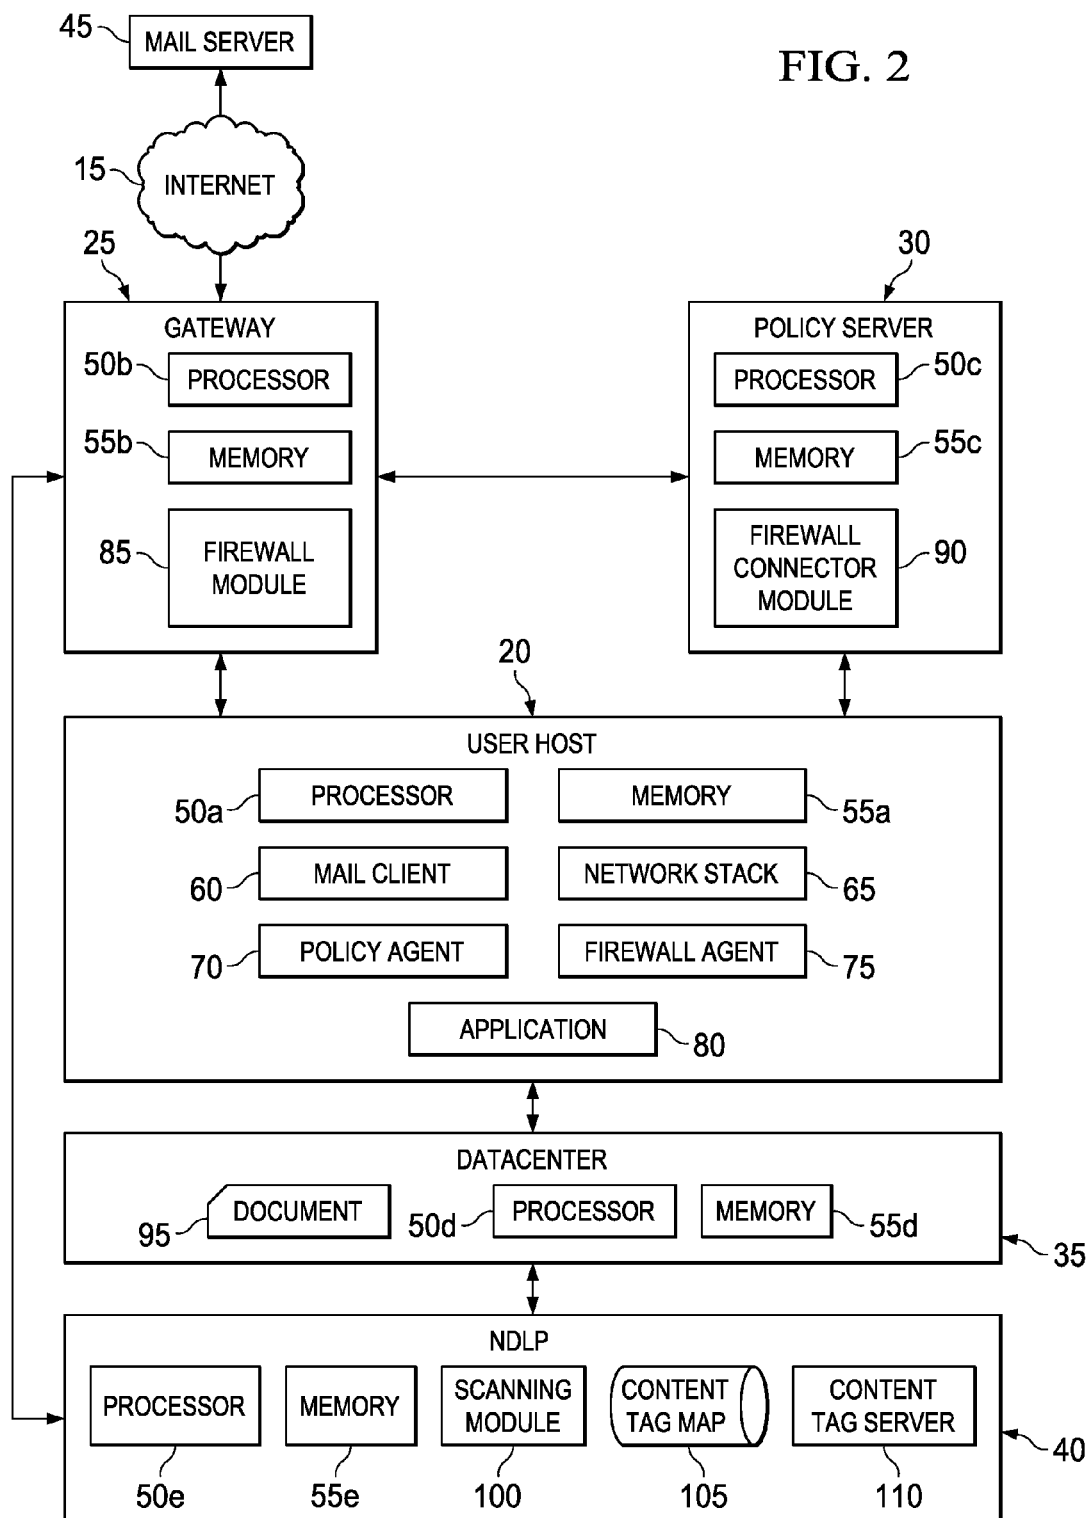 45
MAIL SERVER
FIG. 2
15
INTERNET
25
30
GATEWAY
POLICY SERVER
50b
PROCESSOR
PROCESSOR
50c
55b
MEMORY
MEMORY
55c
85
FIREWALL
MODULE
FIREWALL
CONNECTOR
MODULE
90
20
USER HOST
50a
PROCESSOR
MEMORY
55a
60
MAIL CLIENT
NETWORK STACK
65
70
POLICY AGENT
FIREWALL AGENT
75
APPLICATION
80
DATACENTER
95
DOCUMENT
50d
PROCESSOR
MEMORY
55d
35
NDLP
PROCESSOR
MEMORY
SCANNING
MODULE
CONTENT
TAG MAP
CONTENT
TAG SERVER
40
50e
55e
100
105
110